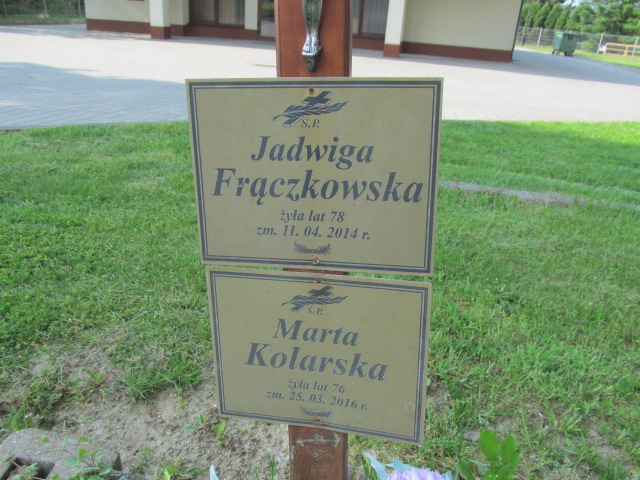 S.P.
Jadwiga
Frączkowska
żyła lat 78
zm. 11. 04. 2014 r.
S.P.
Marta
Kolarska
żyła lat 76
zm. 25. 03. 2016 r.